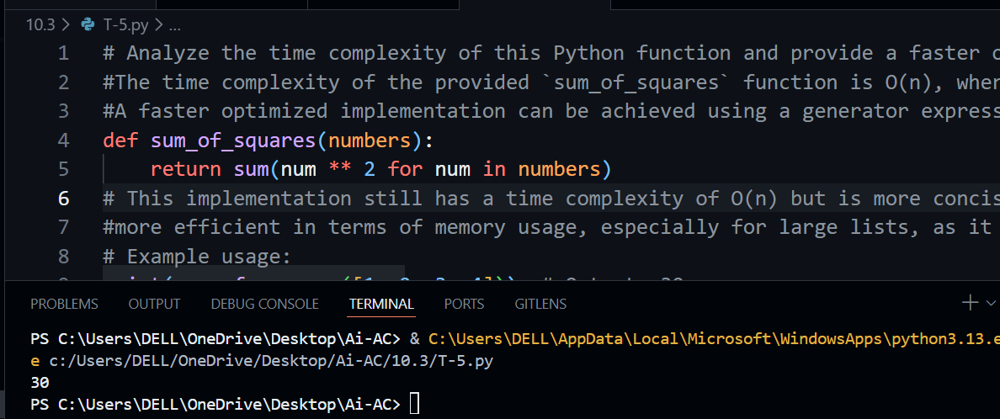 10.3 > T-5.py > ...
1 # Analyze the time complexity of this Python function and provide a faster
2 #The time complexity of the provided `sum_of_squares` function is O(n),
3 #A faster optimized implementation can be achieved using a generator
4 def sum_of_squares(numbers):
5 return sum(num ** 2 for num in numbers)
6 # This implementation still has a time complexity of O(n) but is more
7 #more efficient in terms of memory usage, especially for large lists, as it
8 # Example usage:
PROBLEMS OUTPUT DEBUG CONSOLE TERMINAL PORTS GITLENS
PS C:\Users\DELL\OneDrive\Desktop\Ai-AC> & C:\Users\DELL\AppData\Local\Microsoft\WindowsApps\python3.13.e
e c:/Users/DELL/OneDrive/Desktop/Ai-AC/10.3/T-5.py
30
PS C:\Users\DELL\OneDrive\Desktop\Ai-AC>